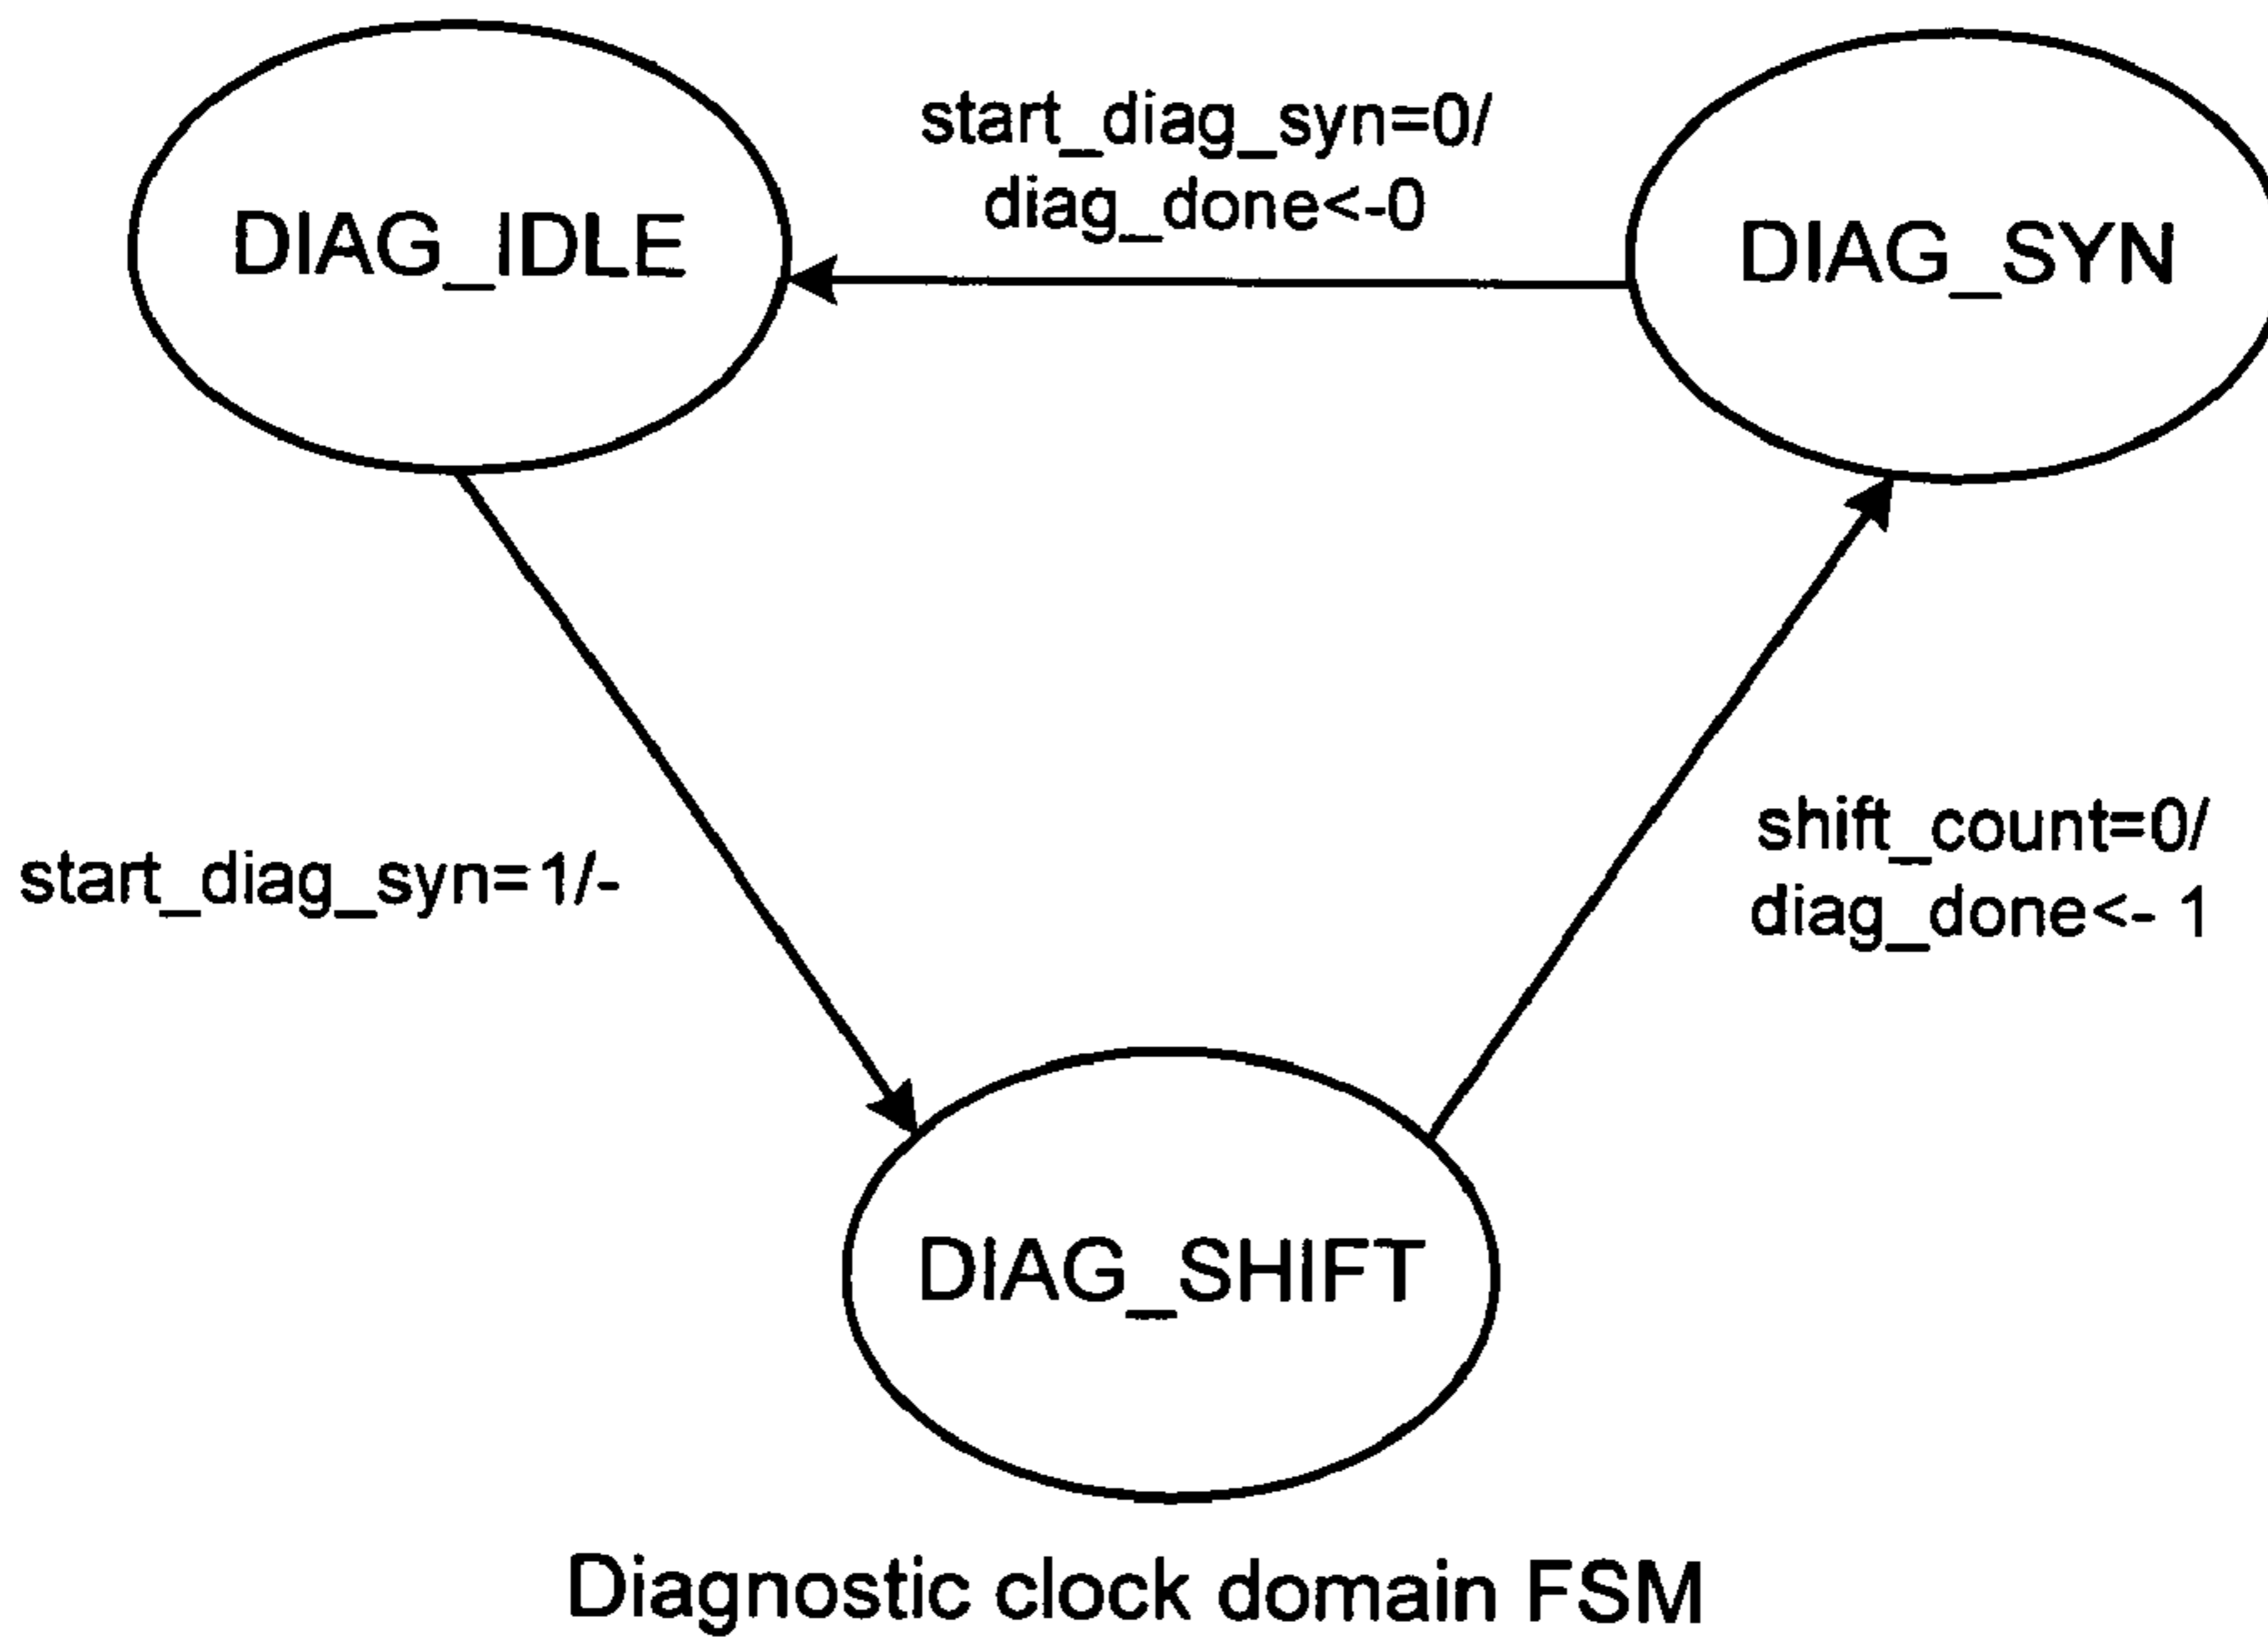 start_diag_syn=0/
diag_done<-0
DIAG_IDLE
DIAG_SYN
start_diag_syn=1/-
shift_count=0/
diag_done<- 1
DIAG_SHIFT
Diagnostic clock domain FSM